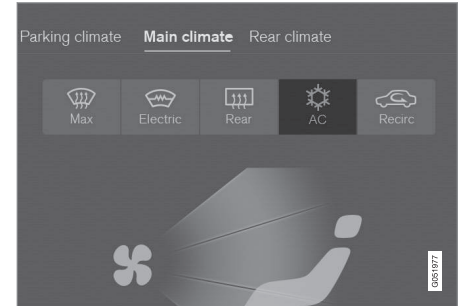 Parking climate Main climate Rear climate
Max Electric Rear AC Recirc
G051977